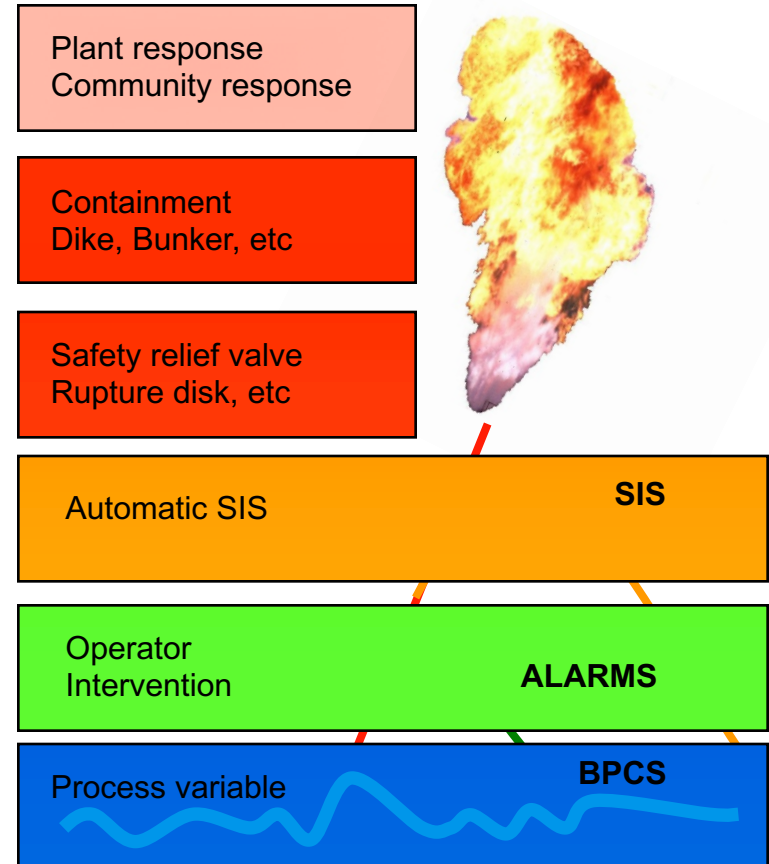 Plant response
Community response
Containment
Dike, Bunker, etc
Safety relief valve
Rupture disk, etc
Automatic SIS
SIS
Operator
Intervention
ALARMS
Process variable
BPCS